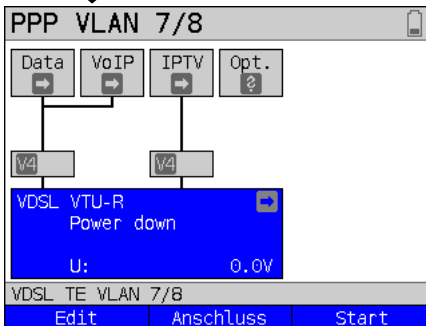 PPP VLAN 7/8
Data VoIP IPTV Opt.
?
V4 V4
VDSL VTU-R
Power down
U: 0.0V
VDSL TE VLAN 7/8
Edit Anschluss Start